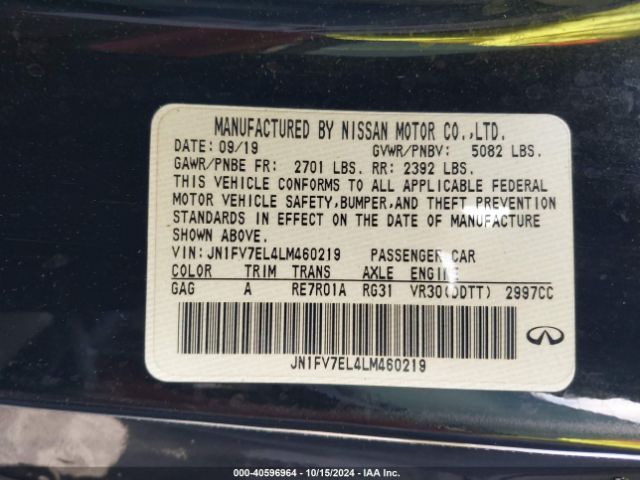 MANUFACTURED BY NISSAN MOTOR CO.,LTD.
DATE: 09/19 GVWR/PNBV: 5082 LBS.
GAWR/PNBE FR: 2701 LBS. RR: 2392 LBS.
THIS VEHICLE CONFORMS TO ALL APPLICABLE FEDERAL
MOTOR VEHICLE SAFETY,BUMPER,AND THEFT PREVENTION
STANDARDS IN EFFECT ON THE DATE OF MANUFACTURE
SHOWN ABOVE.
VIN:JN1FV7EL4LM460219 PASSENGER CAR
COLOR TRIM TRANS AXLE ENGINE
GAG A RE7R01A RG31 VR30(DDTT) 2997CC
JN1FV7EL4LM460219
INFINITI
000-40596964 - 10/15/2024 - IAA Inc.